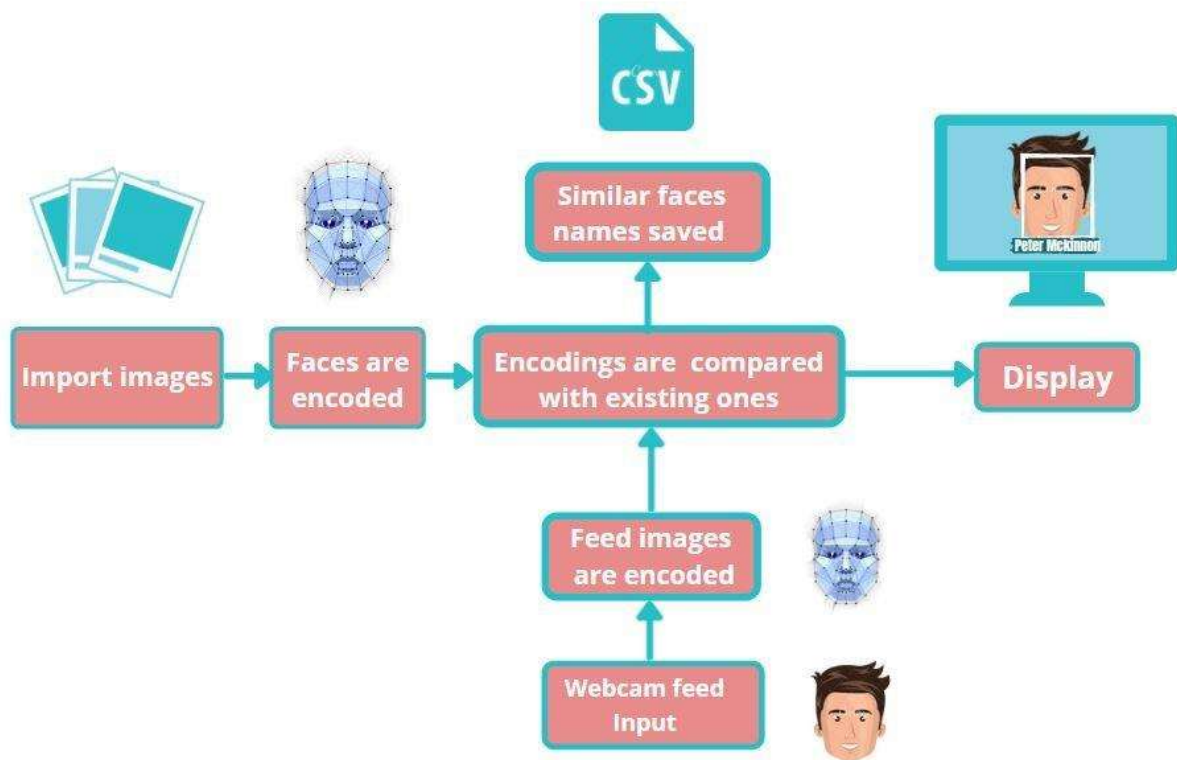 CSV
Similar faces
names saved
Peter Mckinnon
Import images
Faces are
encoded
Encodings are compared
with existing ones
Display
Feed images
are encoded
Webcam feed
Input